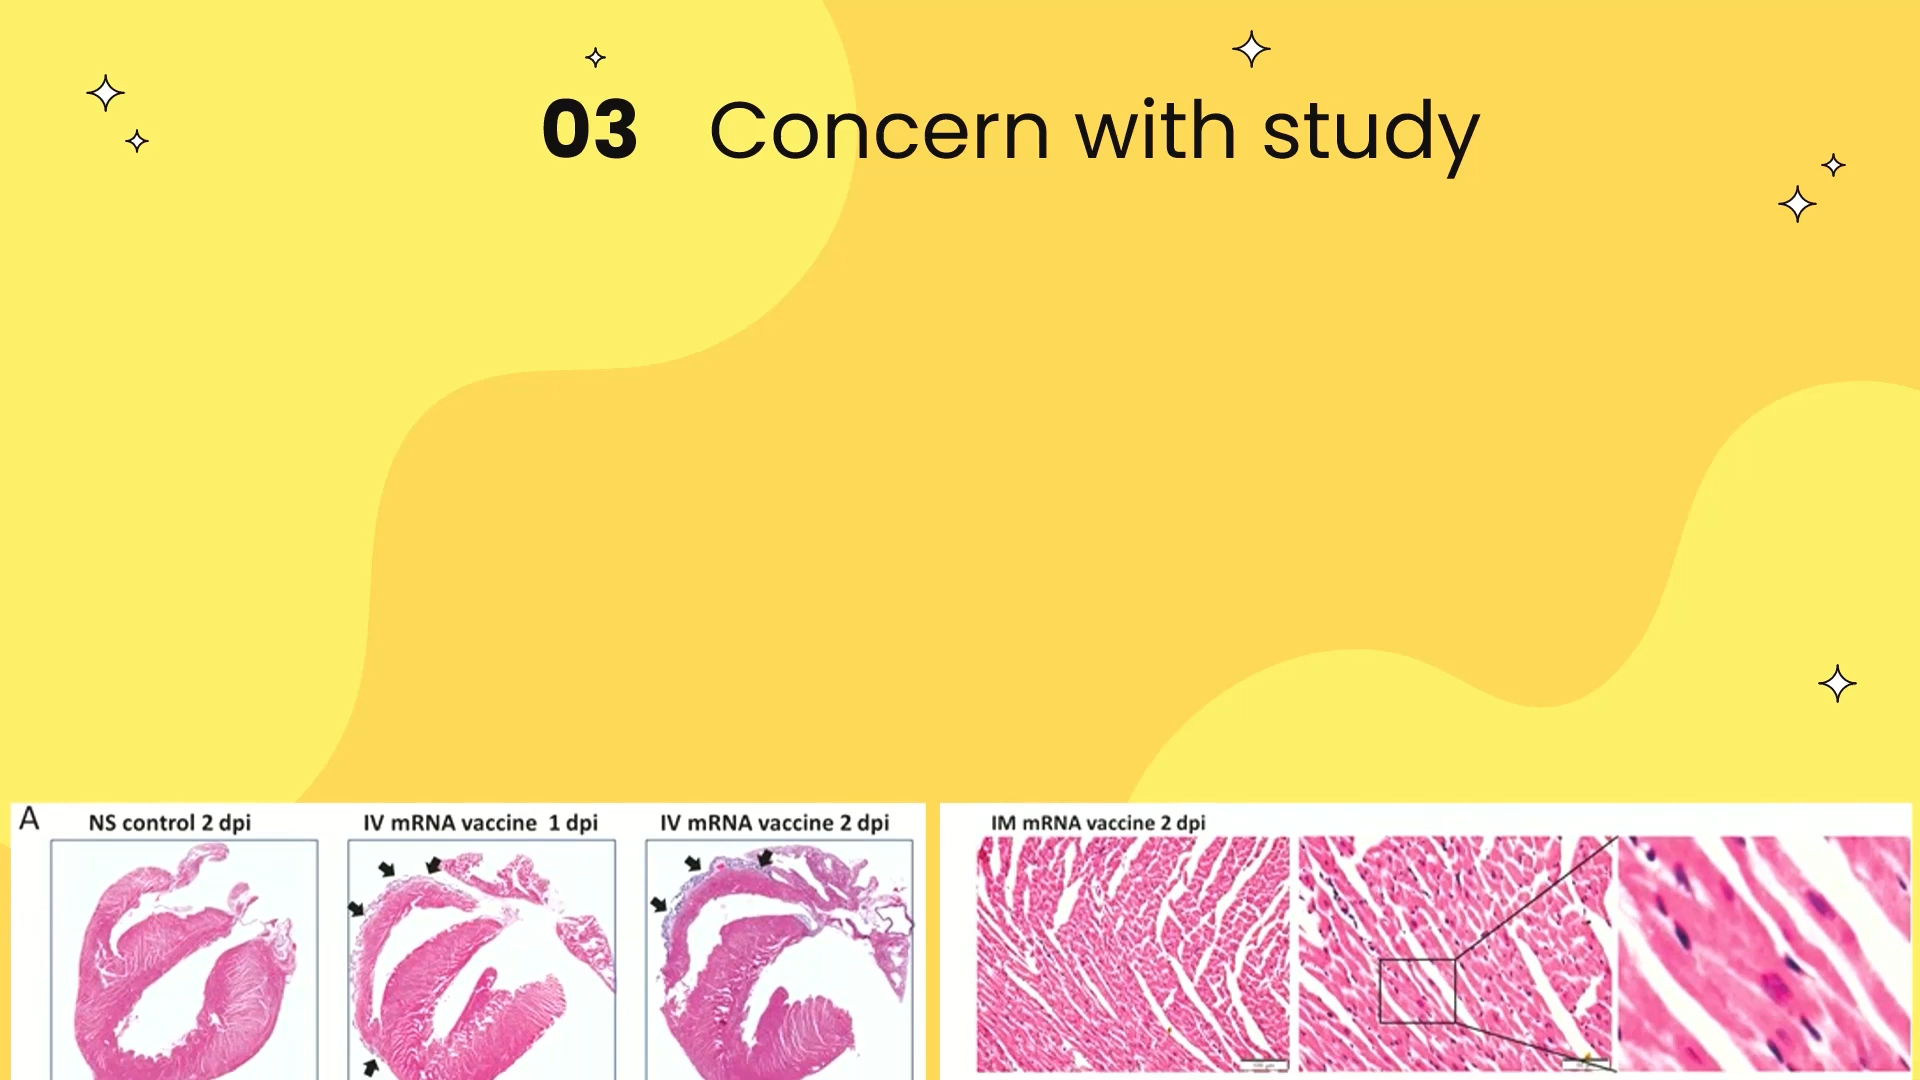 03 Concern with study
A
NS control 2 dpi
IV mRNA vaccine 1 dpi
IV mRNA vaccine 2 dpi
IM mRNA vaccine 2 dpi